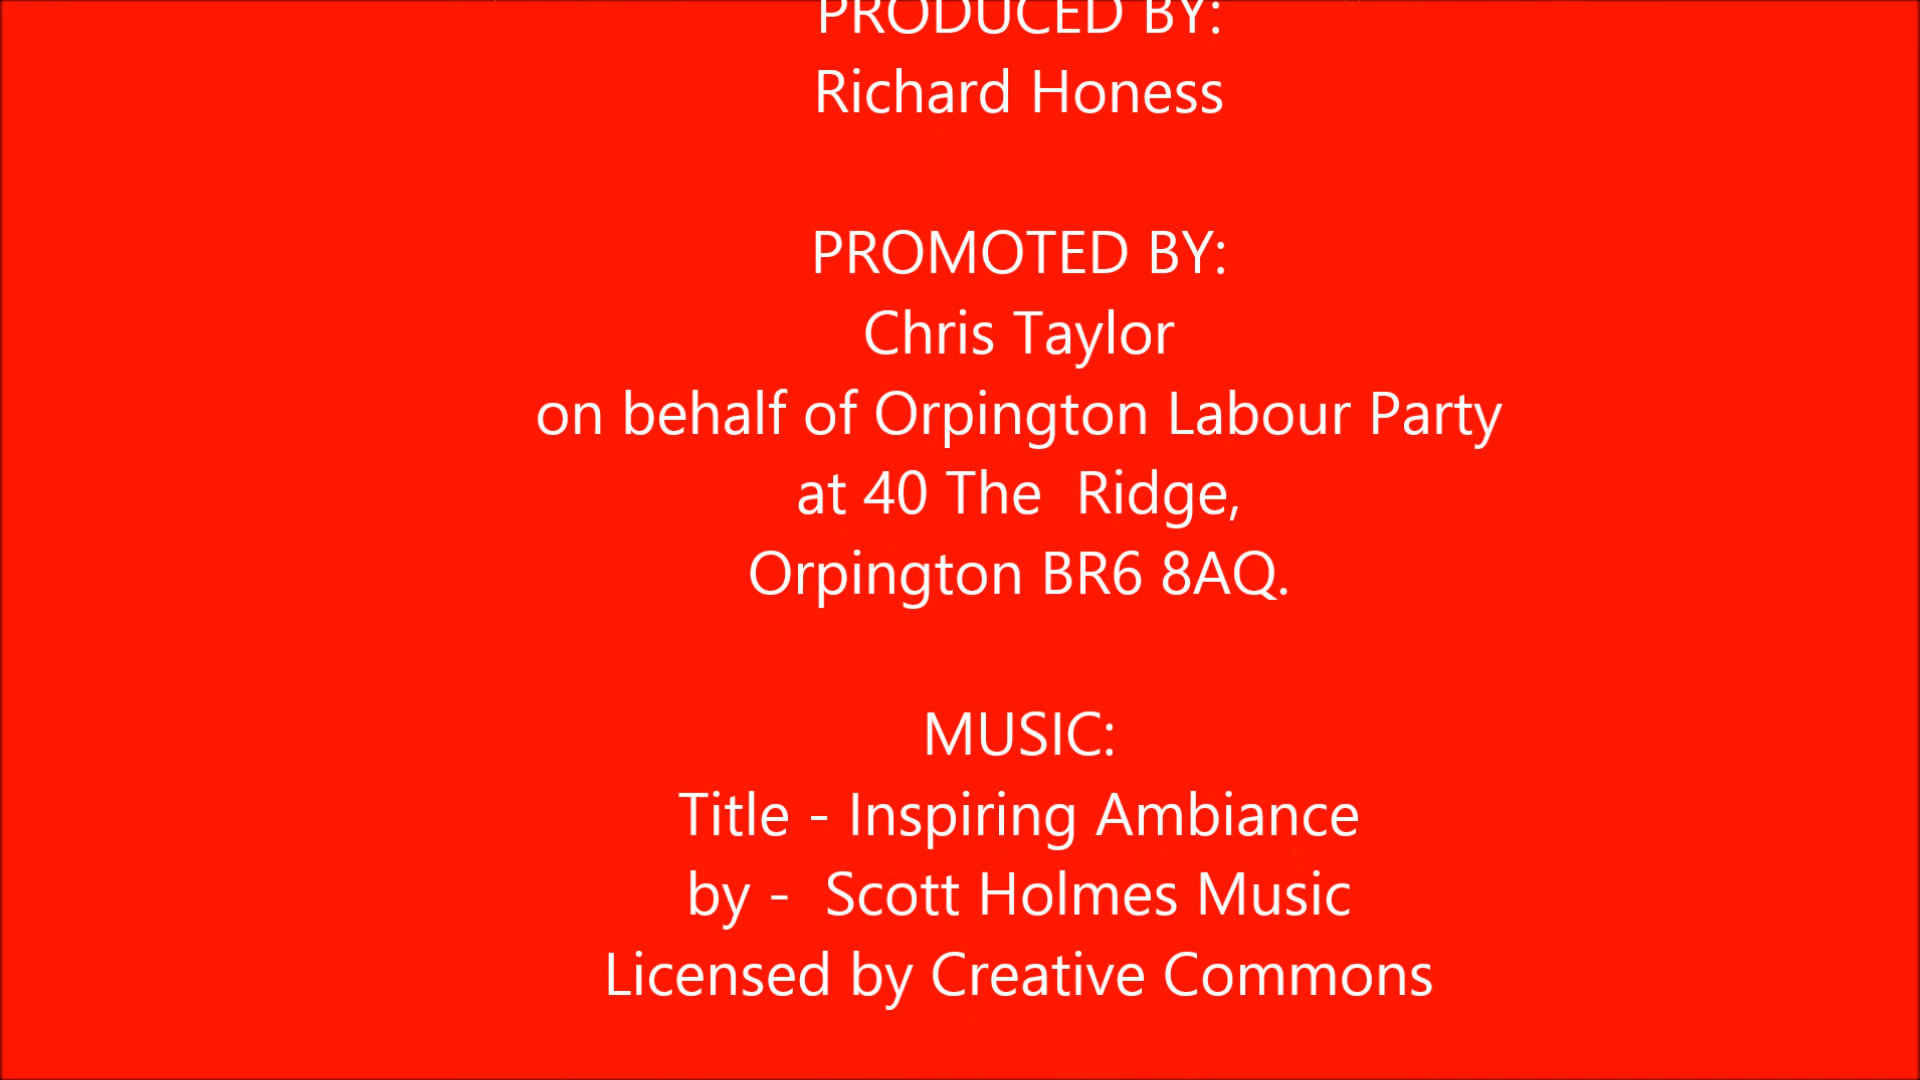 PRODUCED BY:
Richard Honess
PROMOTED BY:
Chris Taylor
on behalf of Orpington Labour Party
at 40 The  Ridge,
Orpington BR6 8AQ.
MUSIC:
Title - Inspiring Ambiance
by -  Scott Holmes Music
Licensed by Creative Commons